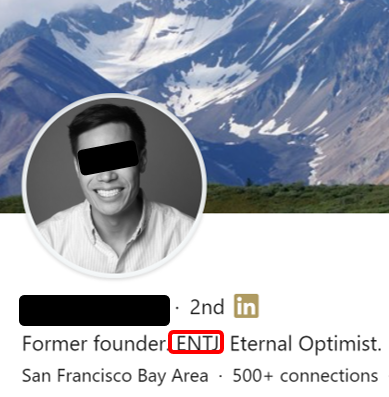 · 2nd in
Former founder. ENTJ Eternal Optimist.
San Francisco Bay Area · 500+ connections